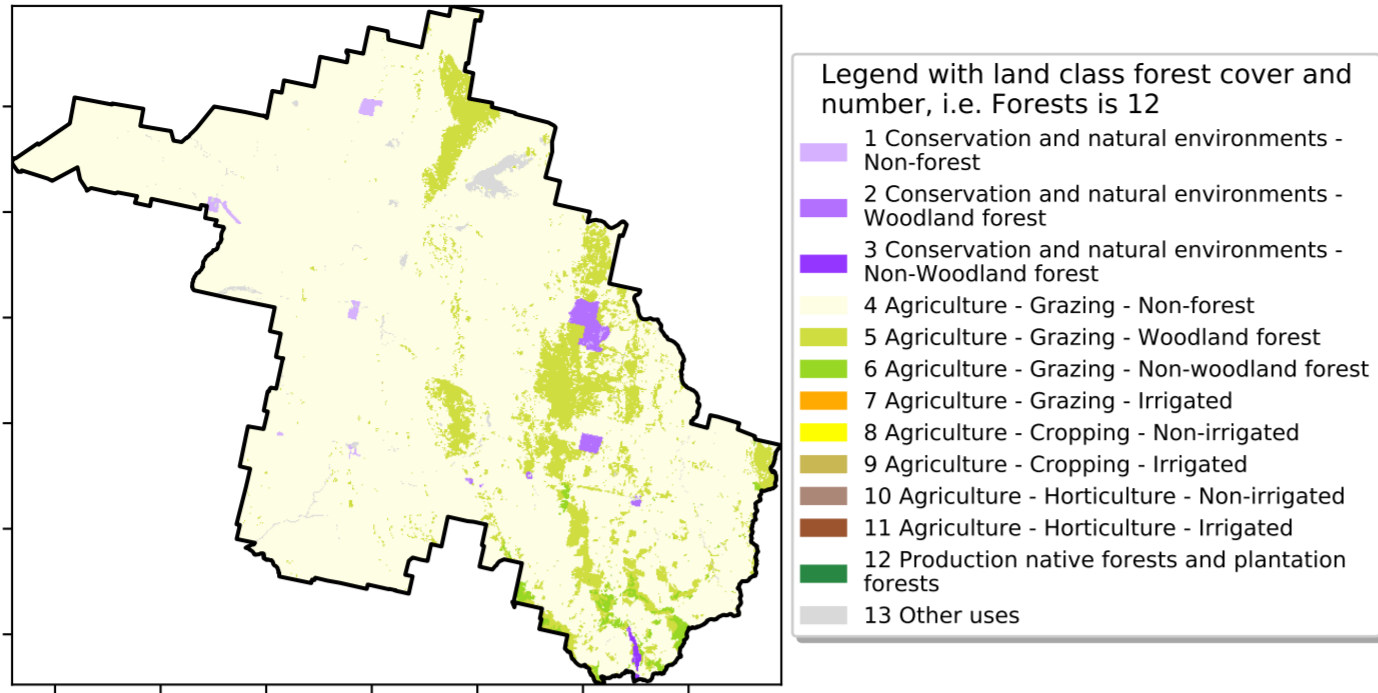 Legend with land class forest cover and
number, i.e. Forests is 12
1 Conservation and natural environments -
Non-forest
2 Conservation and natural environments -
Woodland forest
3 Conservation and natural environments -
Non-Woodland forest
4 Agriculture - Grazing - Non-forest
5 Agriculture - Grazing - Woodland forest
6 Agriculture - Grazing - Non-woodland forest
7 Agriculture - Grazing - Irrigated
8 Agriculture - Cropping - Non-irrigated
9 Agriculture - Cropping - Irrigated
10 Agriculture - Horticulture - Non-irrigated
11 Agriculture - Horticulture - Irrigated
12 Production native forests and plantation
forests
13 Other uses